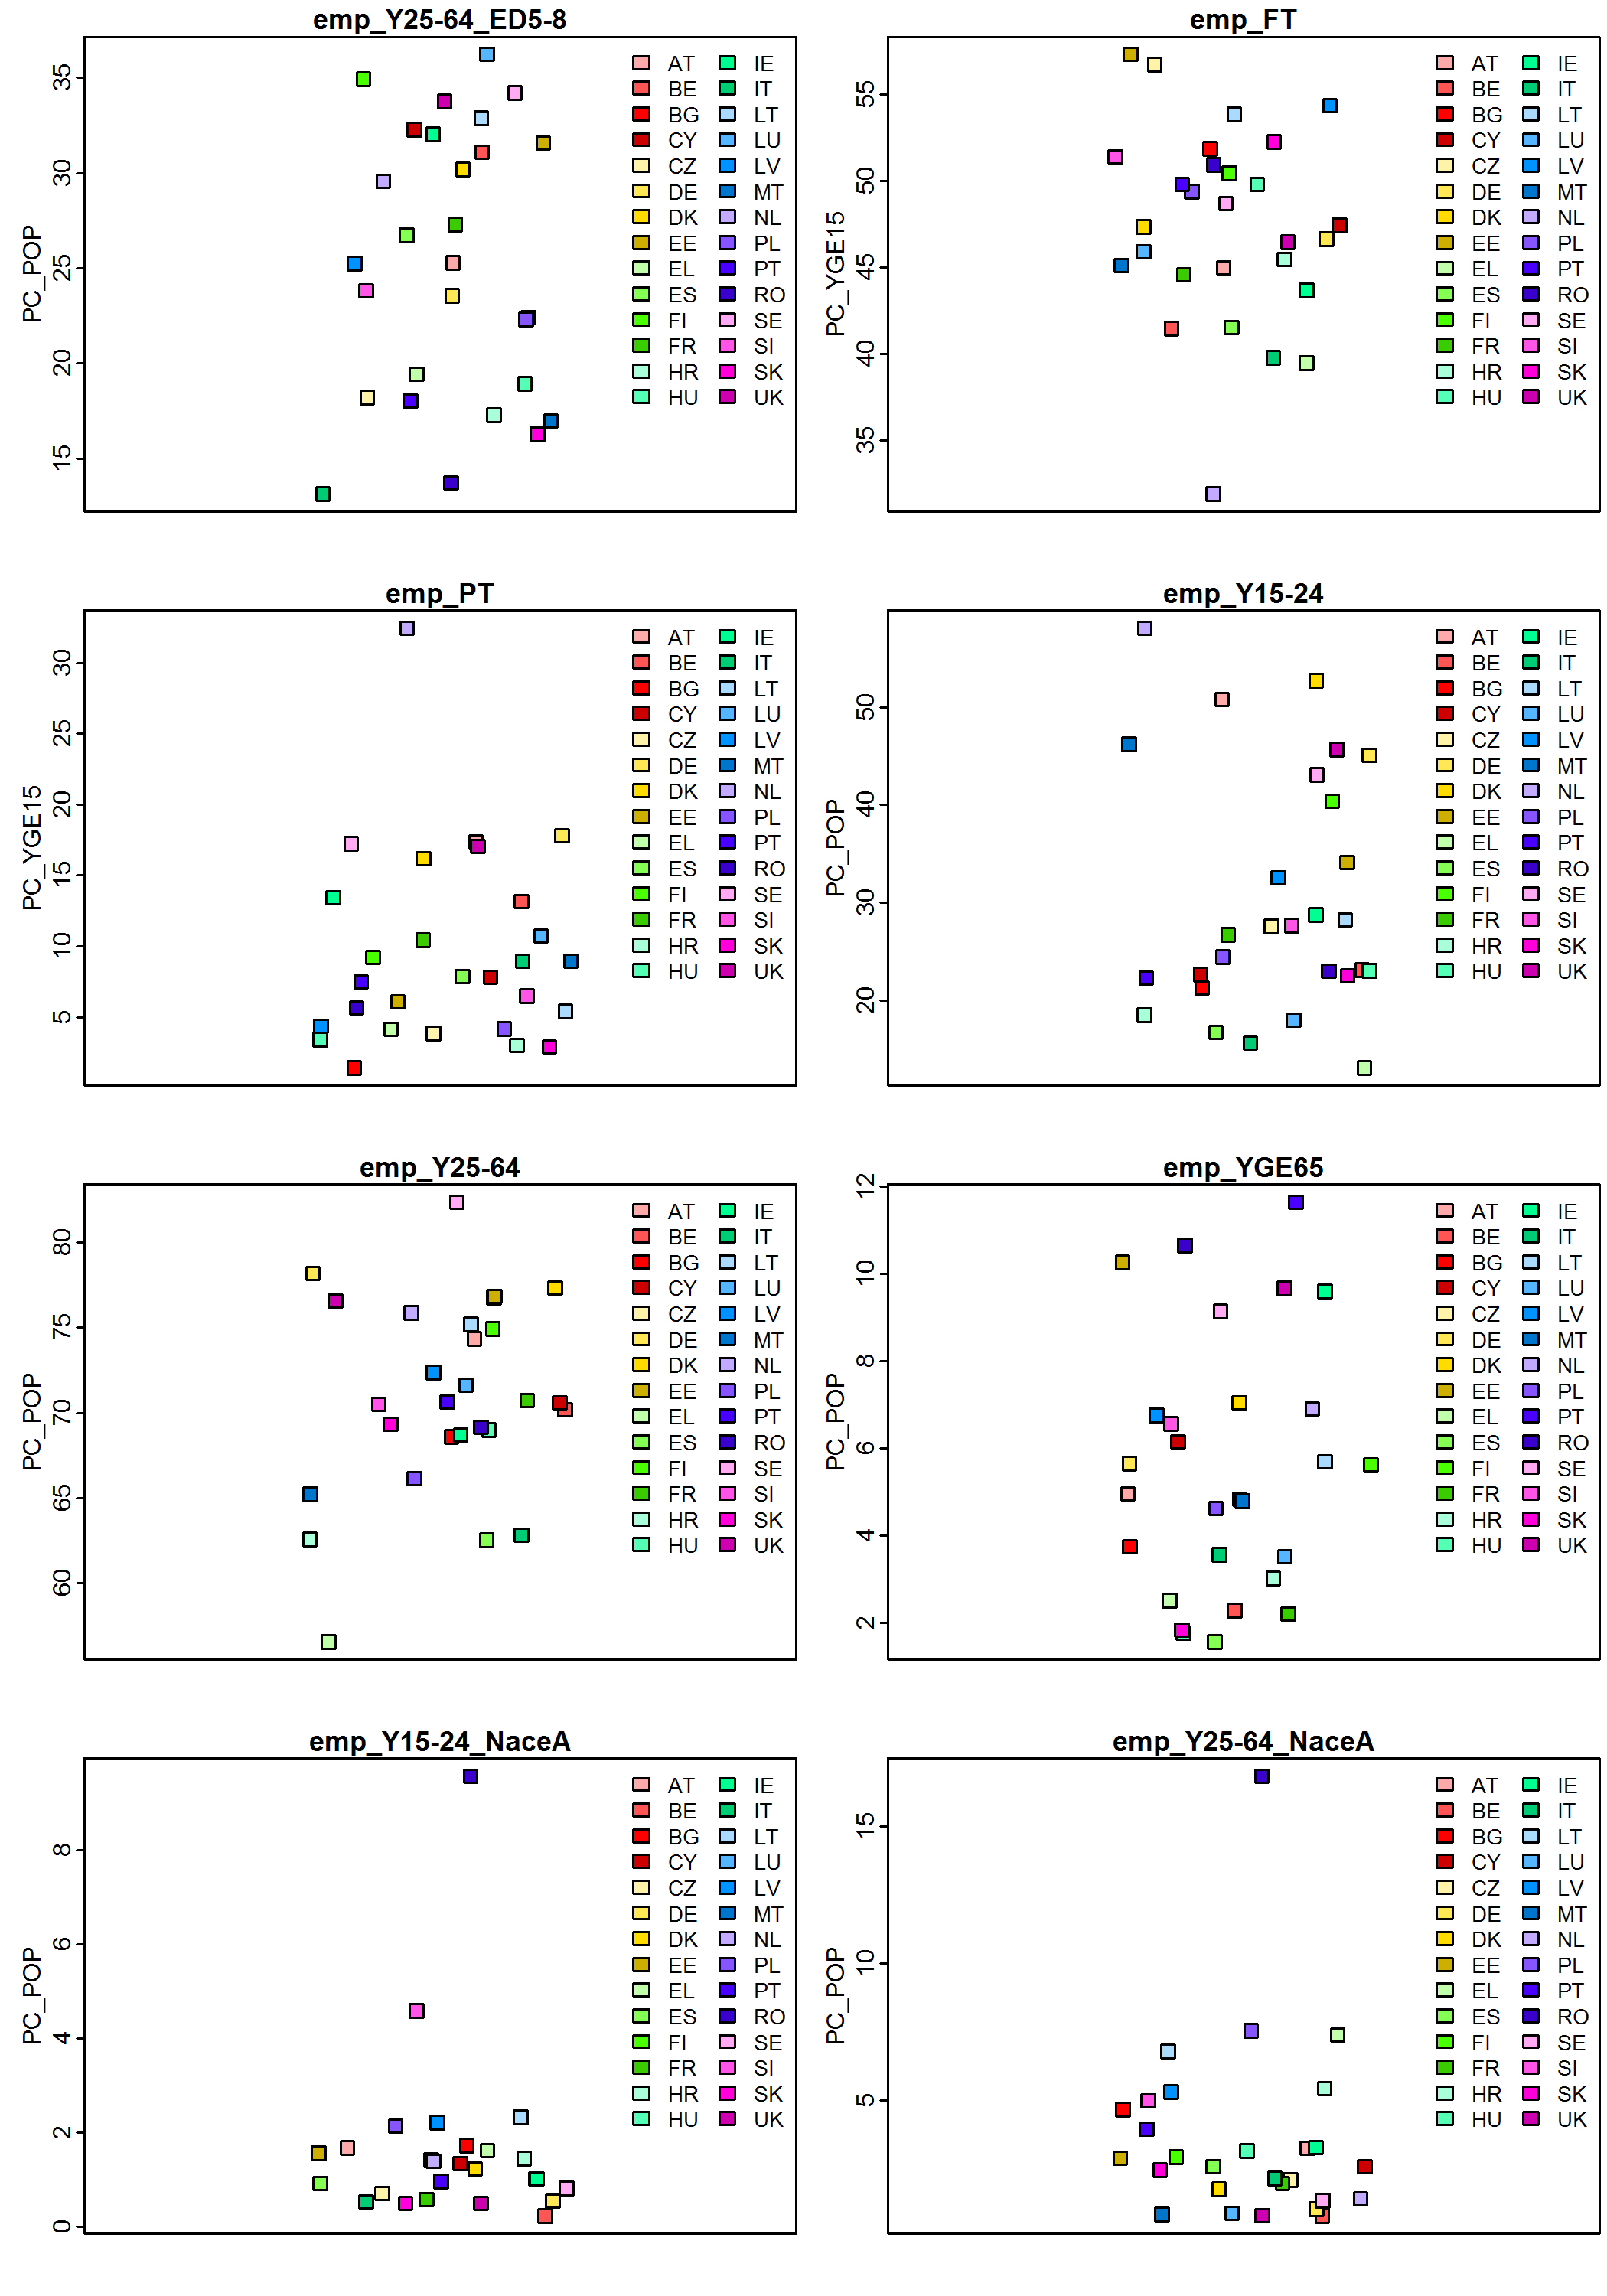 emp_Y25-64_ED5-8
PC_POP
35
30
25
20
15
AT IE
BE IT
BG LT
CY LU
CZ LV
DE MT
DK NL
EE PL
EL PT
ES RO
FI SE
FR SI
HR SK
HU UK
emp_FT
PC_YGE15
55
50
45
40
35
AT IE
BE IT
BG LT
CY LU
CZ LV
DE MT
DK NL
EE PL
EL PT
ES RO
FI SE
FR SI
HR SK
HU UK
emp_PT
PC_YGE15
30
25
20
15
10
5
AT IE
BE IT
BG LT
CY LU
CZ LV
DE MT
DK NL
EE PL
EL PT
ES RO
FI SE
FR SI
HR SK
HU UK
emp_Y15-24
PC_POP
50
40
30
20
AT IE
BE IT
BG LT
CY LU
CZ LV
DE MT
DK NL
EE PL
EL PT
ES RO
FI SE
FR SI
HR SK
HU UK
emp_Y25-64
PC_POP
80
75
70
65
60
AT IE
BE IT
BG LT
CY LU
CZ LV
DE MT
DK NL
EE PL
EL PT
ES RO
FI SE
FR SI
HR SK
HU UK
emp_YGE65
PC_POP
12
10
8
6
4
2
AT IE
BE IT
BG LT
CY LU
CZ LV
DE MT
DK NL
EE PL
EL PT
ES RO
FI SE
FR SI
HR SK
HU UK
emp_Y15-24_NaceA
PC_POP
8
6
4
2
0
AT IE
BE IT
BG LT
CY LU
CZ LV
DE MT
DK NL
EE PL
EL PT
ES RO
FI SE
FR SI
HR SK
HU UK
emp_Y25-64_NaceA
PC_POP
15
10
5
AT IE
BE IT
BG LT
CY LU
CZ LV
DE MT
DK NL
EE PL
EL PT
ES RO
FI SE
FR SI
HR SK
HU UK